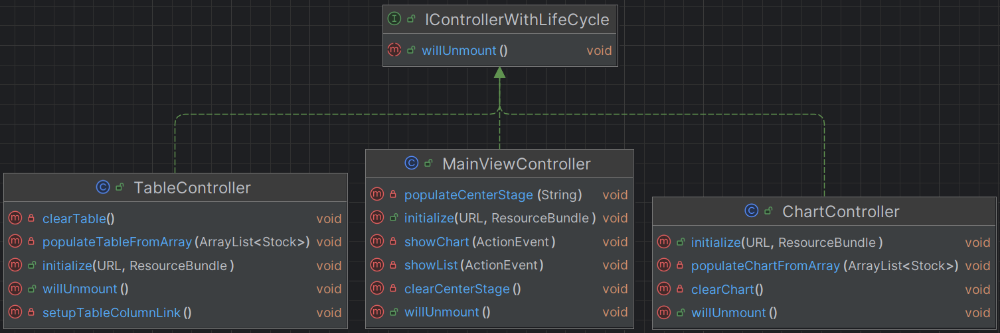 IControllerWithLifeCycle
willUnmount() void
TableController
clearTable() void
populateTableFromArray(ArrayList<Stock>) void
initialize(URL, ResourceBundle) void
willUnmount() void
setupTableColumnLink() void
MainViewController
populateCenterStage(String) void
initialize(URL, ResourceBundle) void
showChart(ActionEvent) void
showList(ActionEvent) void
clearCenterStage() void
willUnmount() void
ChartController
initialize(URL, ResourceBundle) void
populateChartFromArray(ArrayList<Stock>) void
clearChart() void
willUnmount() void